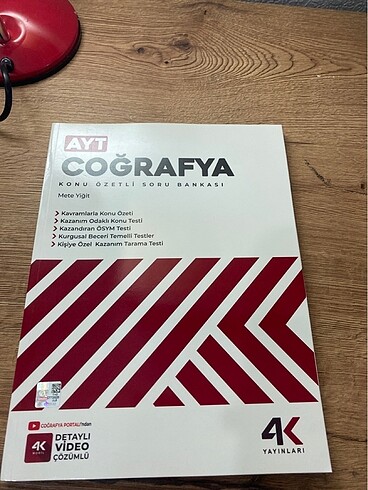 AYT
COĞRAFYA
KONU ÖZETLİ SORU BANKASI
Mete Yiğit
Kavramlarla Konu Özeti
Kazanım Odaklı Konu Testi
Kazandıran ÖSYM Testi
Kurgusal Beceri Temelli Testler
Kişiye Özel Kazanım Tarama Testi
COĞRAFYA PORTALI'ndan
4K
DETAYLI
VİDEO
ÇÖZÜMLÜ
4K
YAYINLARI